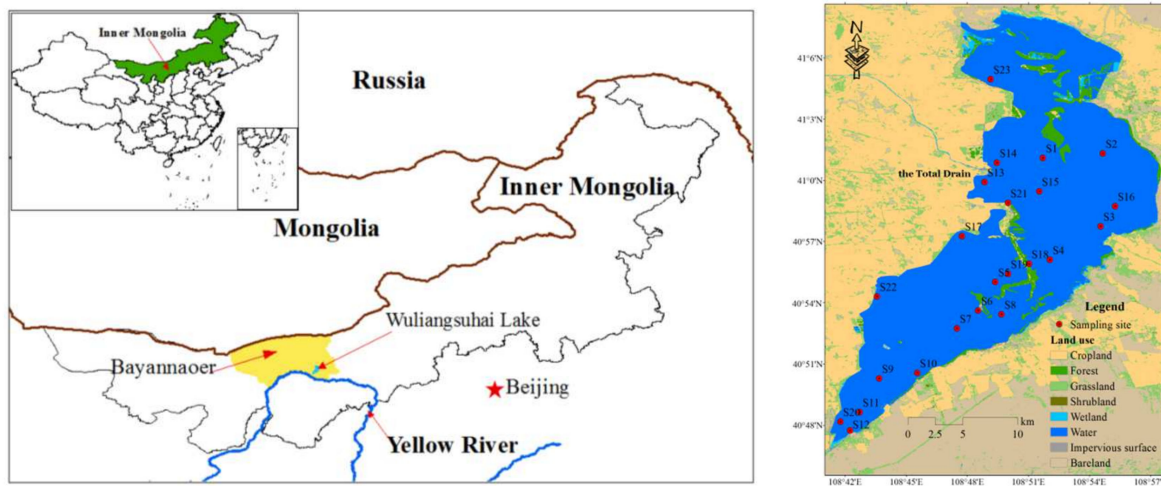 Inner Mongolia
Russia
Mongolia
Inner Mongolia
Wuliangsuhai Lake
Bayannaoer
Beijing
Yellow River
N
41°6'N
41°3'N
41°0'N
40°57'N
40°54'N
40°51'N
40°48'N
S23
S1
S2
S14
the Total Drain
S13
S15
S21
S16
S3
S17
S18
S4
S19
S5
S22
S6
S8
S7
S9
S10
S11
S20
S12
Legend
Sampling site
Land use
Cropland
Forest
Grassland
Shrubland
Wetland
Water
Impervious surface
Bareland
km
0 2.5 5 10
108°42'E 108°45'E 108°48'E 108°51'E 108°54'E 108°57'E